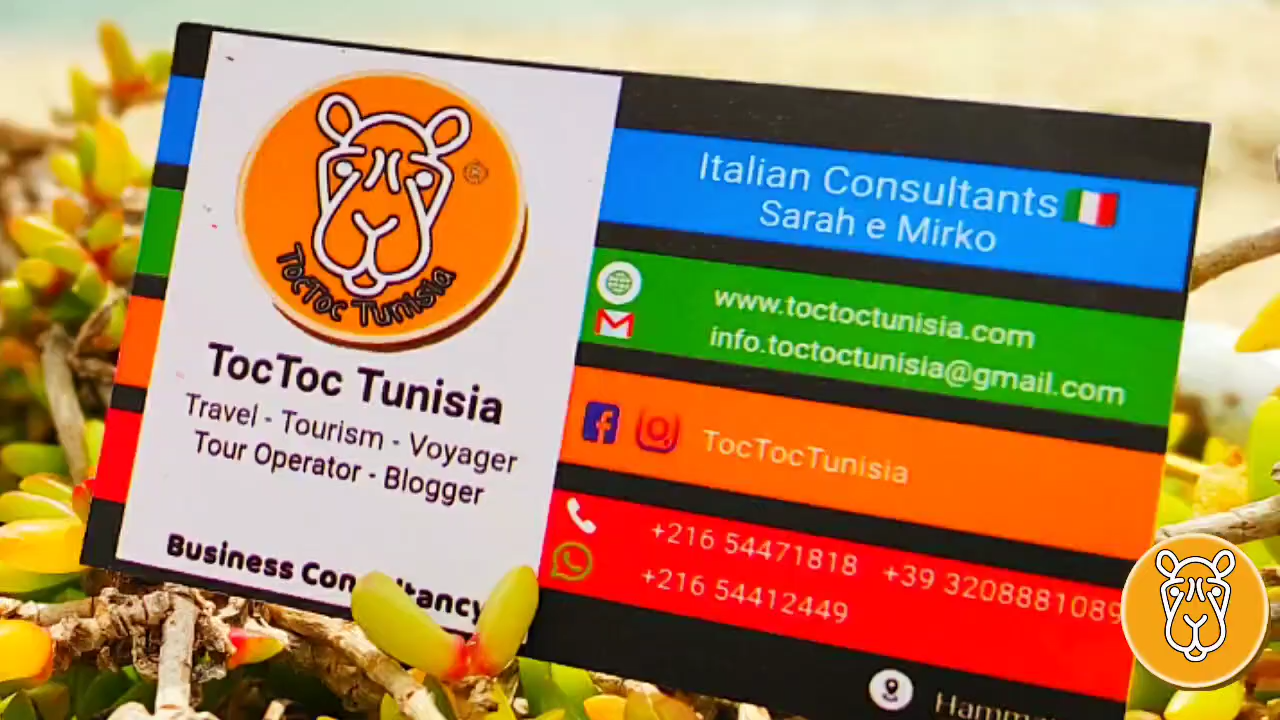 TocToc Tunisia
TocToc Tunisia
Travel - Tourism - Voyager
Tour Operator - Blogger
Business
Italian Consultants
Sarah e Mirko
www.toctoctunisia.com
info.toctoctunisia@gmail.com
TocTocTunisia
+216 54471818 +39 3208881089
+216 54412449